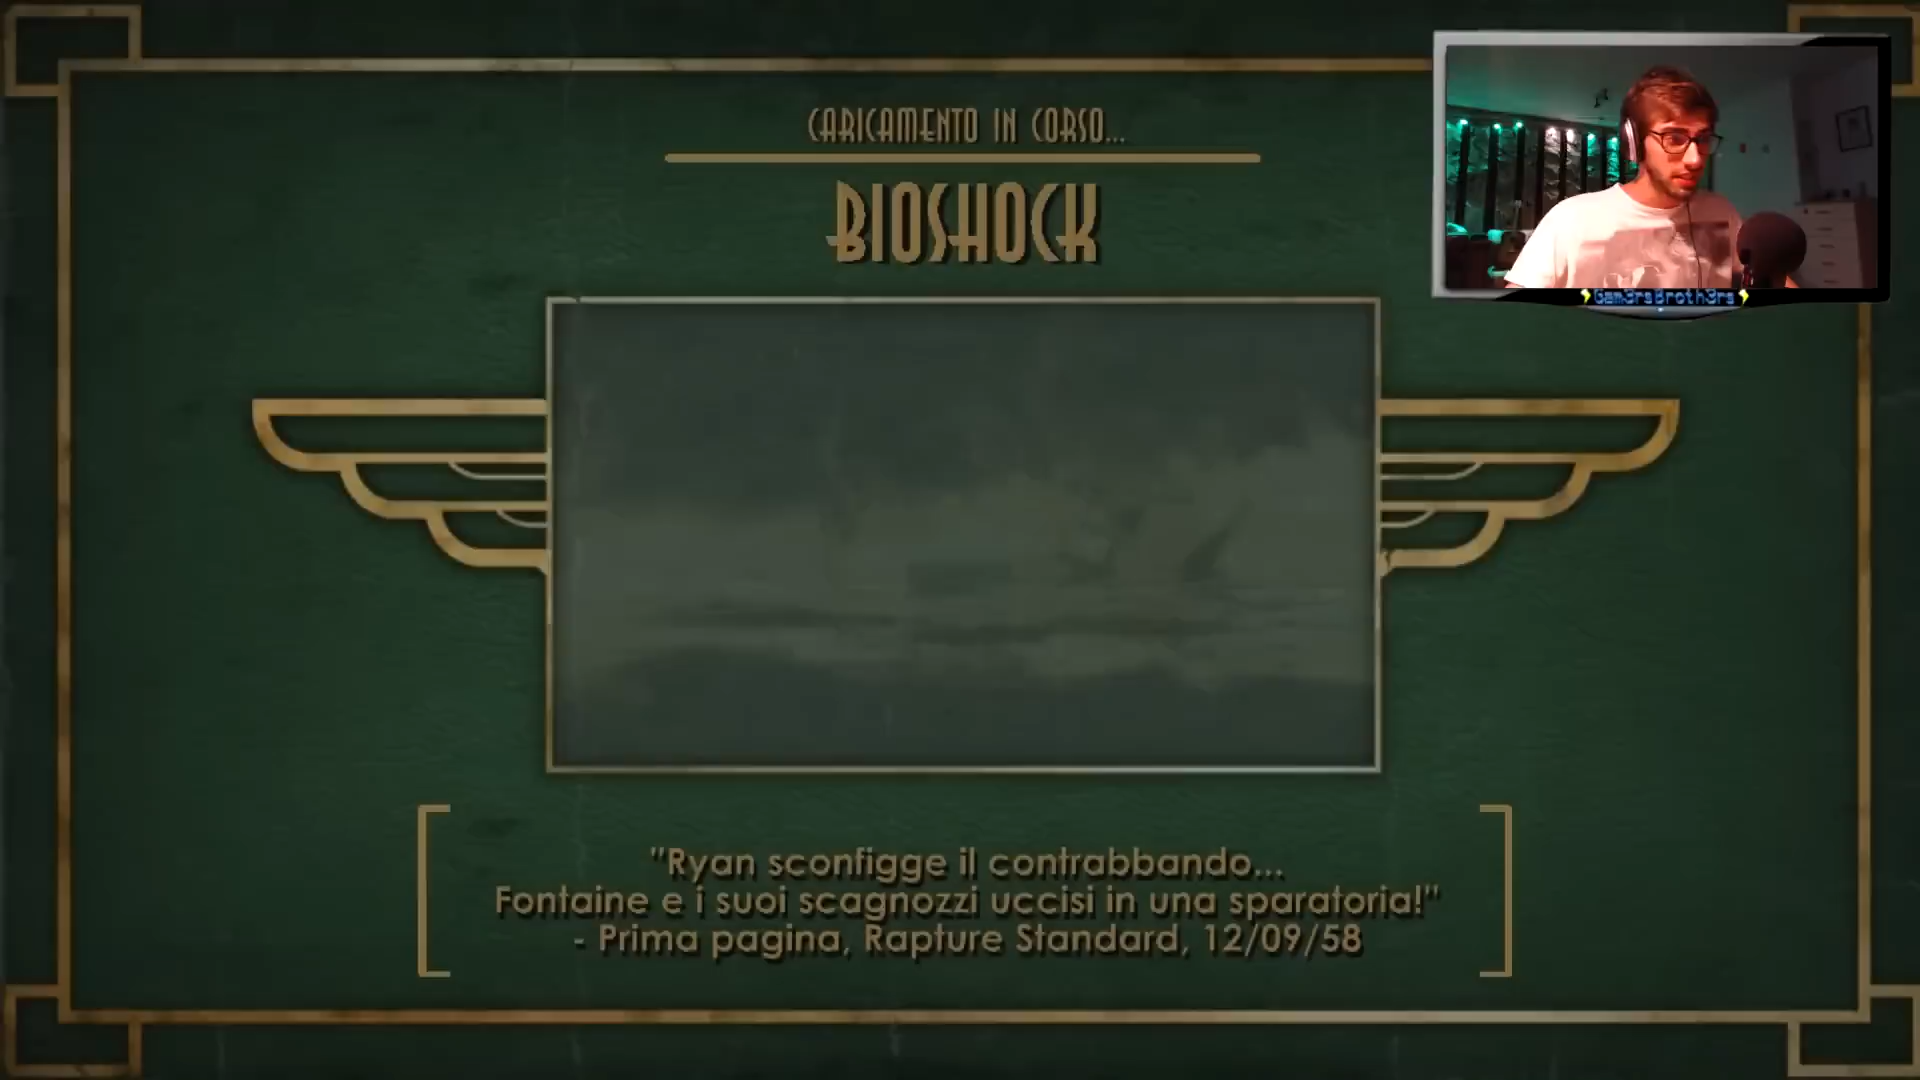 CARICAMENTO IN CORSO...
BIOSHOCK
Gam3rsBroth3rs
"Ryan sconfigge il contrabbando...
Fontaine e i suoi scagnozzi uccisi in una sparatoria!"
- Prima pagina, Rapture Standard, 12/09/58